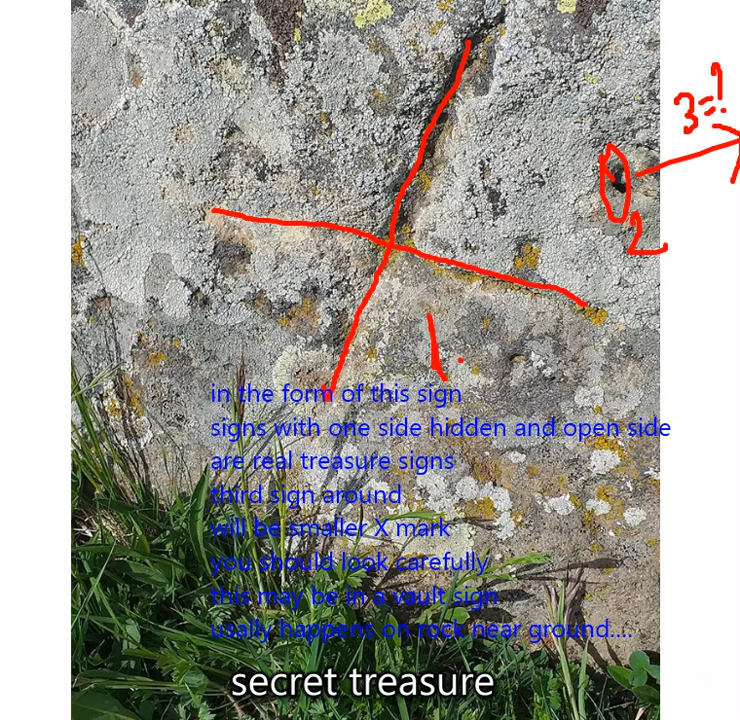 3=?
2
1.
in the form of this sign
signs with one side hidden and open side
are real treasure signs
third sign around
will be smaller X mark
you should look carefully
this may be in a vault sign
usally happens on rock near ground....
secret treasure